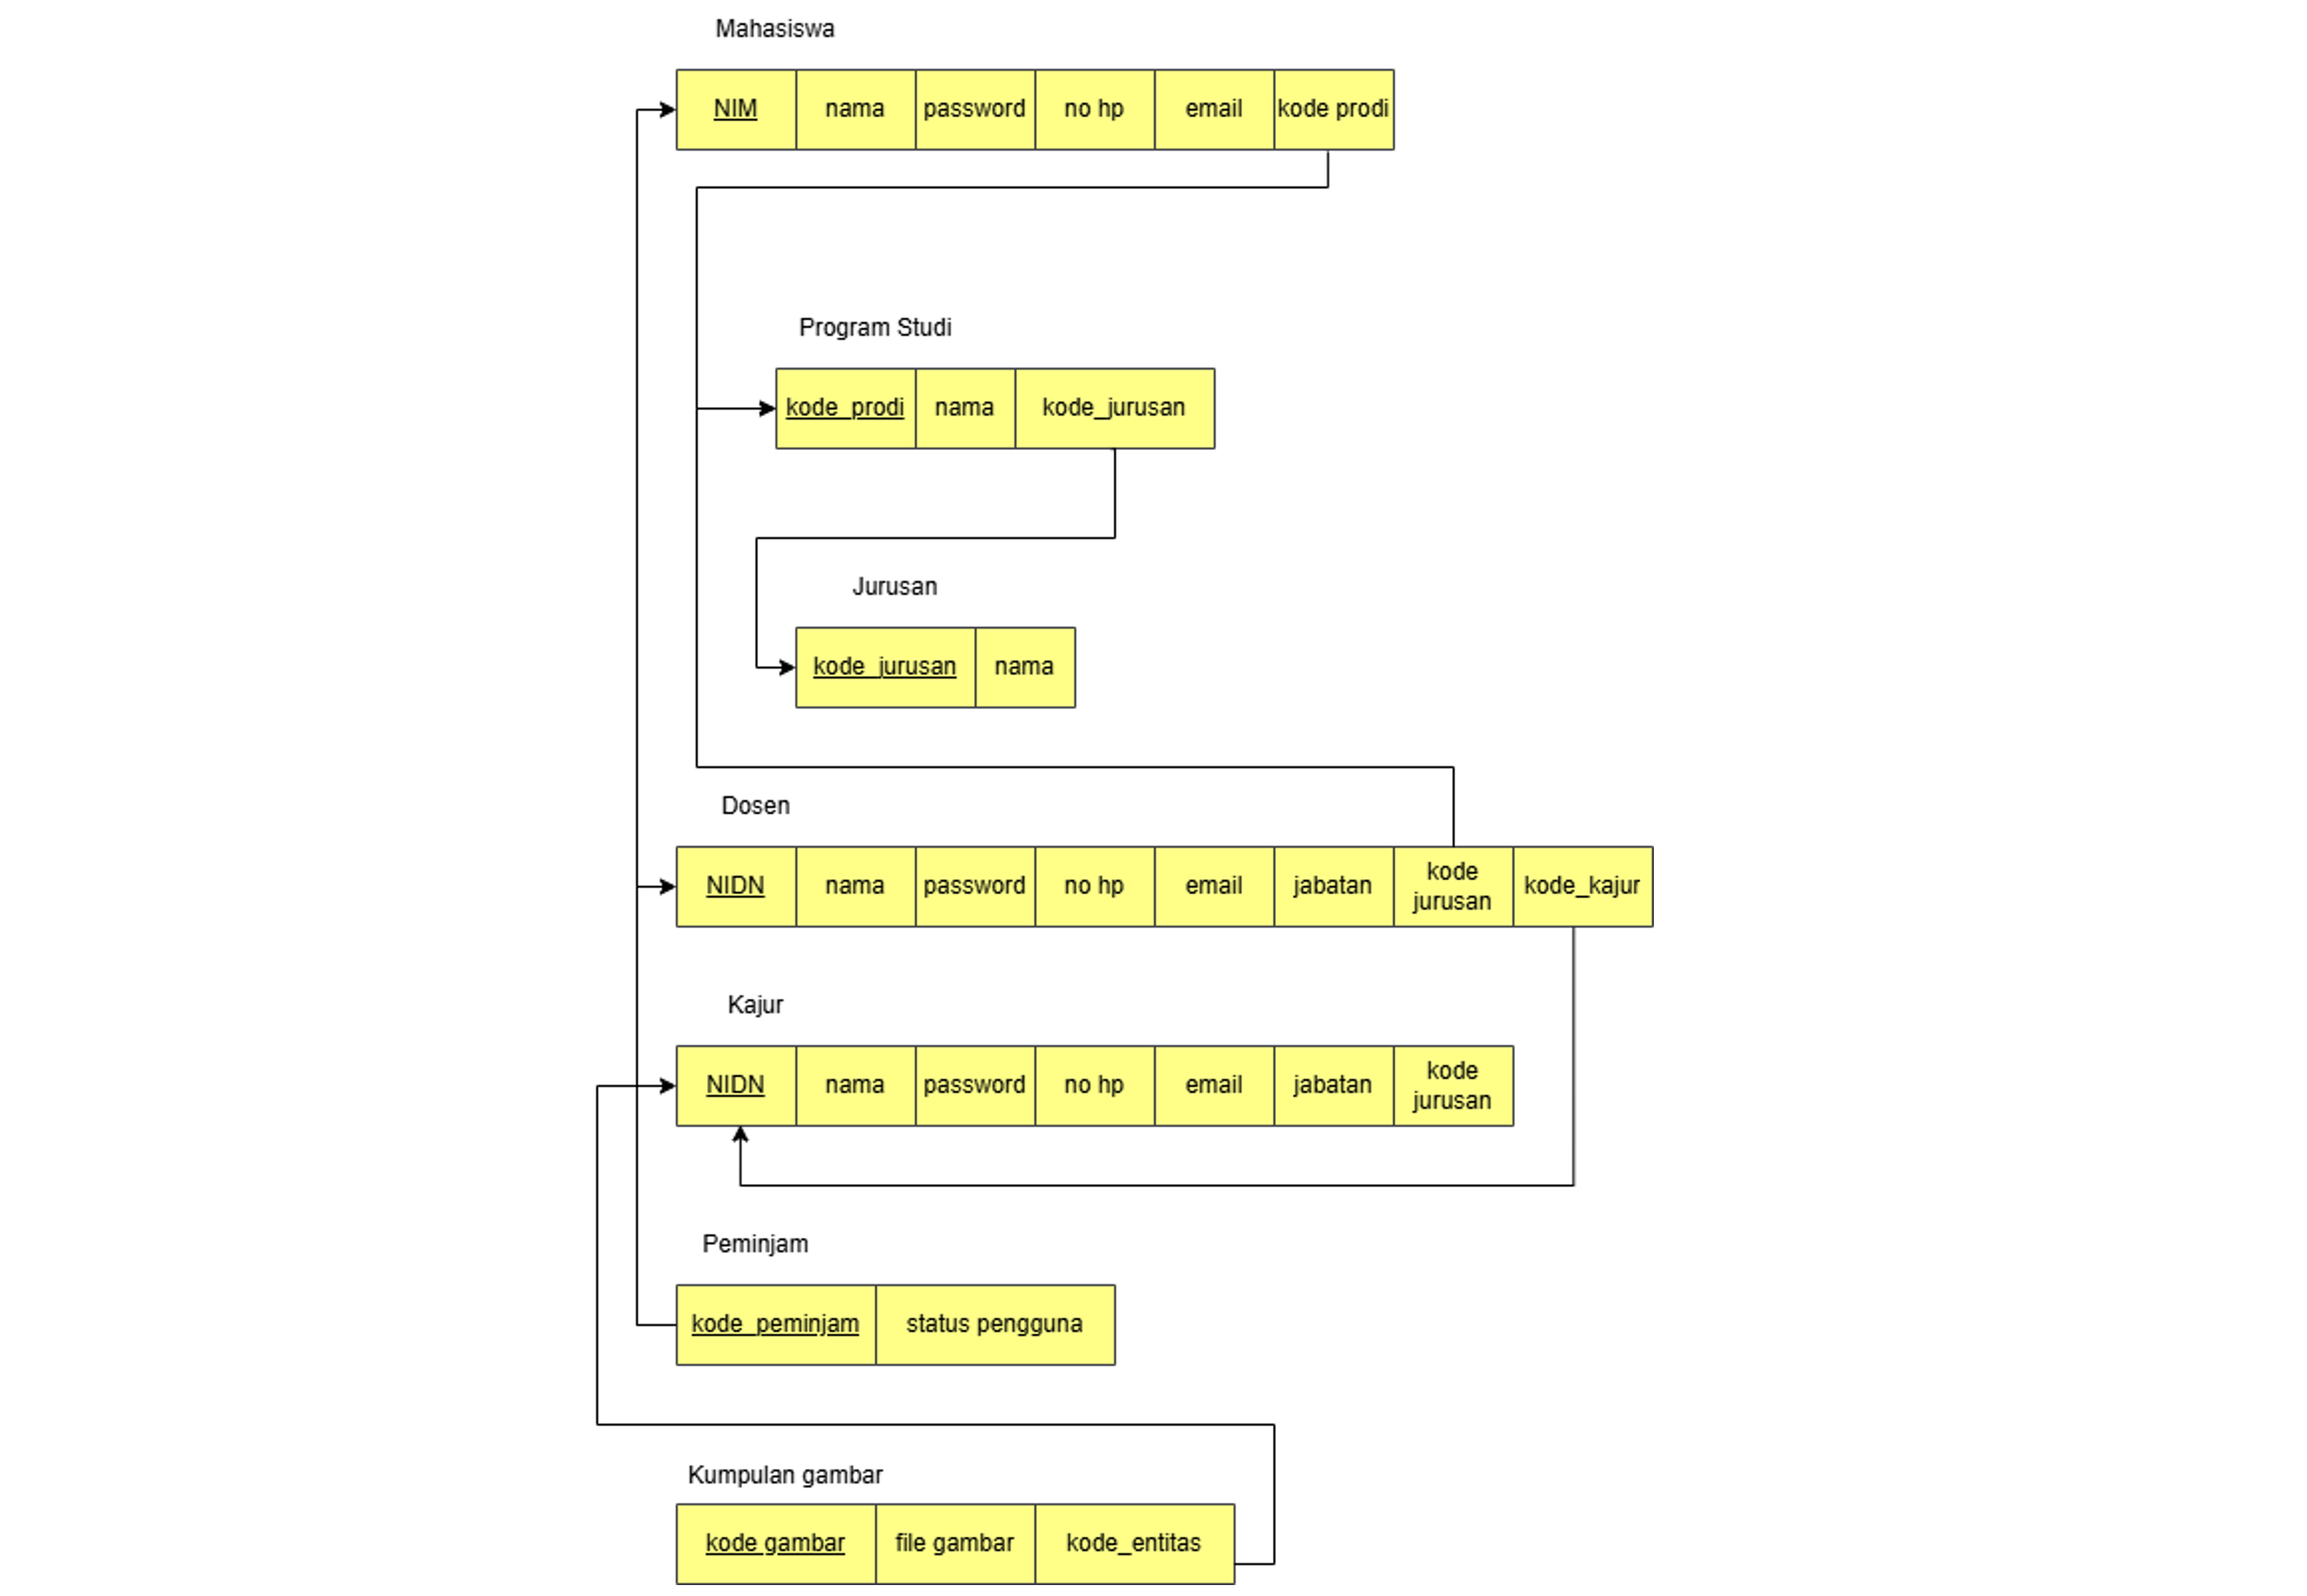 Mahasiswa
NIM nama password no hp email kode prodi
Program Studi
kode_prodi nama kode_jurusan
Jurusan
kode_jurusan nama
Dosen
NIDN nama password no hp email jabatan kode jurusan kode_kajur
Kajur
NIDN nama password no hp email jabatan kode jurusan
Peminjam
kode_peminjam status pengguna
Kumpulan gambar
kode gambar file gambar kode_entitas